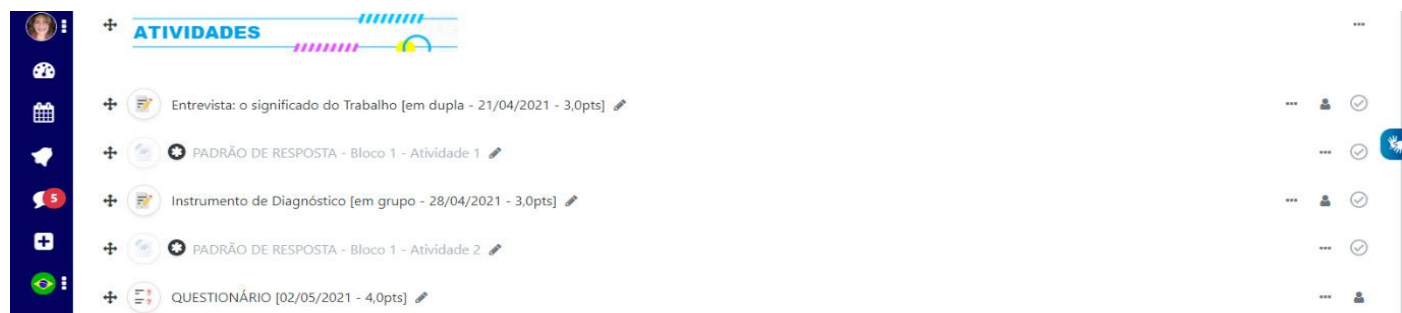 ATIVIDADES
Entrevista: o significado do Trabalho [em dupla - 21/04/2021 - 3,0pts]
PADRÃO DE RESPOSTA - Bloco 1 - Atividade 1
5
Instrumento de Diagnóstico [em grupo - 28/04/2021 - 3,0pts]
PADRÃO DE RESPOSTA - Bloco 1 - Atividade 2
QUESTIONÁRIO [02/05/2021 - 4,0pts]